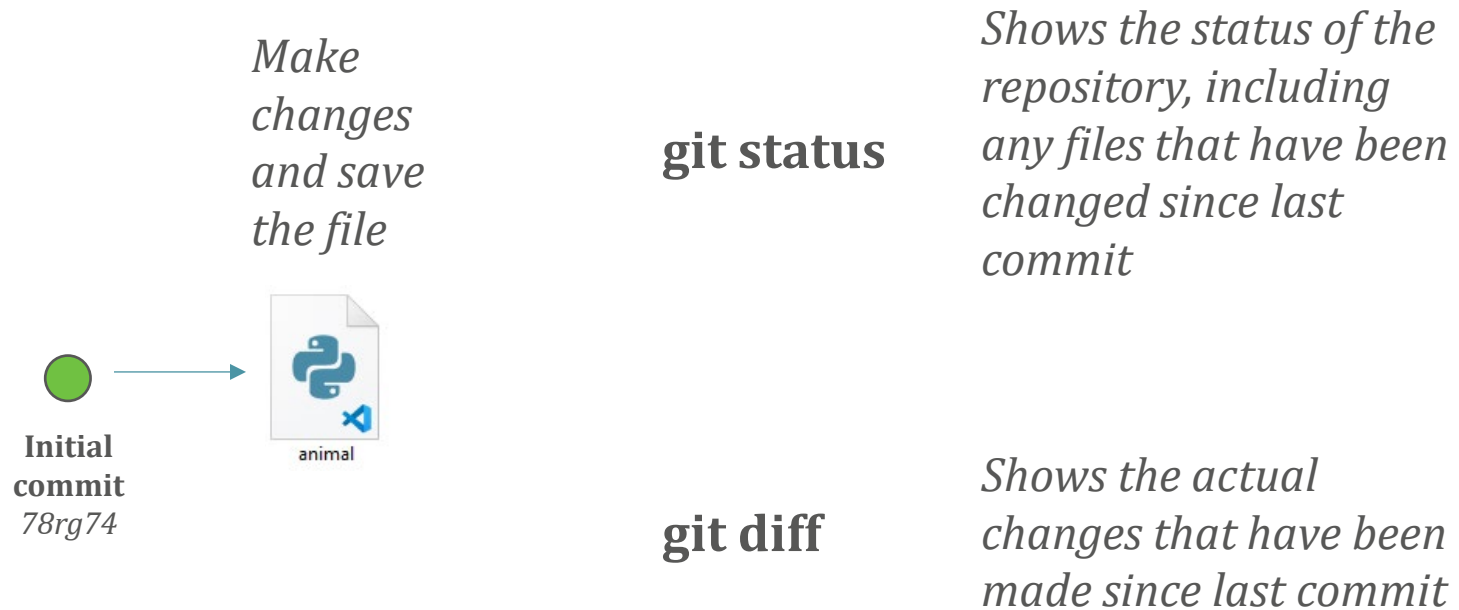 Make
changes
and save
the file
animal
Initial
commit
78rg74
git status
Shows the status of the
repository, including
any files that have been
changed since last
commit
git diff
Shows the actual
changes that have been
made since last commit